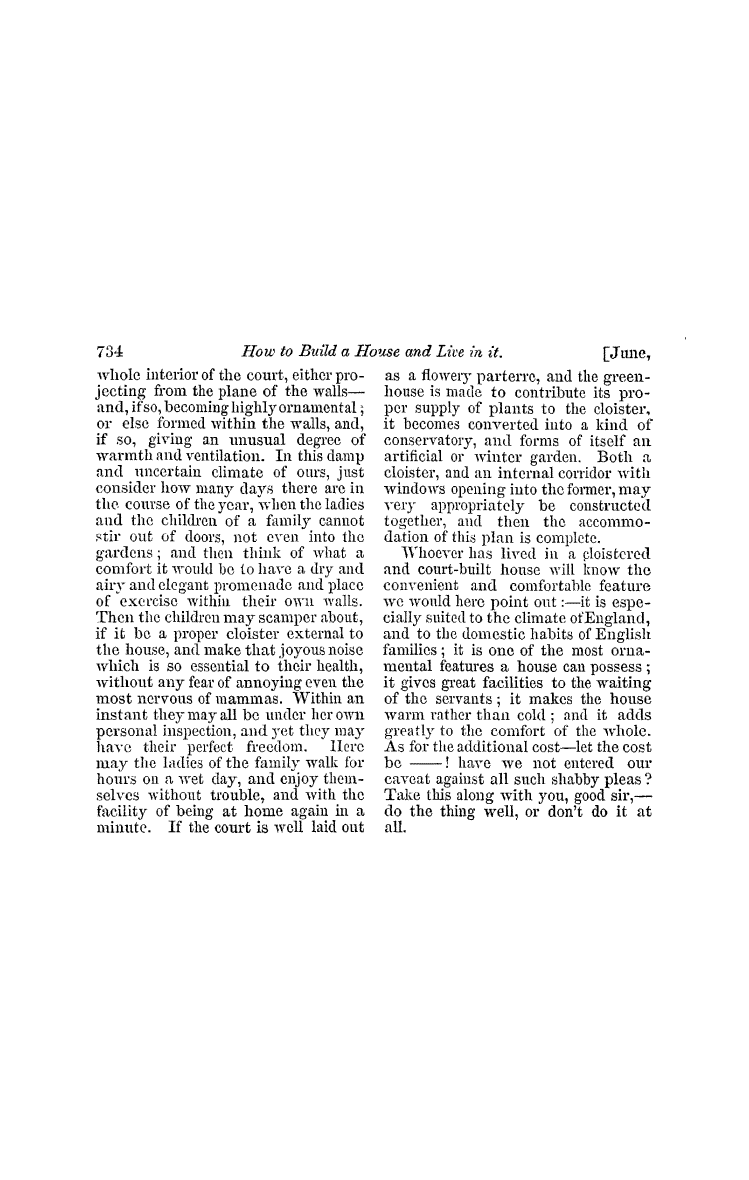 734 How to Build a House and Live in it. [June,
whole interior of the court, either pro-
jecting from the plane of the walls—
and, if so, becoming highly ornamental ;
or else formed within the walls, and,
if so, giving an unusual degree of
warmth and ventilation. In this damp
and uncertain climate of ours, just
consider how many days there are in
the course of the year, when the ladies
and the children of a family cannot
stir out of doors, not even into the
gardens ; and then think of what a
comfort it would be to have a dry and
airy and elegant promenade and place
of exercise within their own walls.
Then the children may scamper about,
if it be a proper cloister external to
the house, and make that joyous noise
which is so essential to their health,
without any fear of annoying even the
most nervous of mammas. Within an
instant they may all be under her own
personal inspection, and yet they may
have their perfect freedom. Here
may the ladies of the family walk for
hours on a wet day, and enjoy them-
selves without trouble, and with the
facility of being at home again in a
minute. If the court is well laid out
as a flowery parterre, and the green-
house is made to contribute its pro-
per supply of plants to the cloister,
it becomes converted into a kind of
conservatory, and forms of itself an
artificial or winter garden. Both a
cloister, and an internal corridor with
windows opening into the former, may
very appropriately be constructed
together, and then the accommo-
dation of this plan is complete.
Whoever has lived in a cloistered
and court-built house will know the
convenient and comfortable feature
we would here point out :—it is espe-
cially suited to the climate of England,
and to the domestic habits of English
families ; it is one of the most orna-
mental features a house can possess ;
it gives great facilities to the waiting
of the servants ; it makes the house
warm rather than cold ; and it adds
greatly to the comfort of the whole.
As for the additional cost—let the cost
be ——! have we not entered our
caveat against all such shabby pleas ?
Take this along with you, good sir,—
do the thing well, or don't do it at
all.